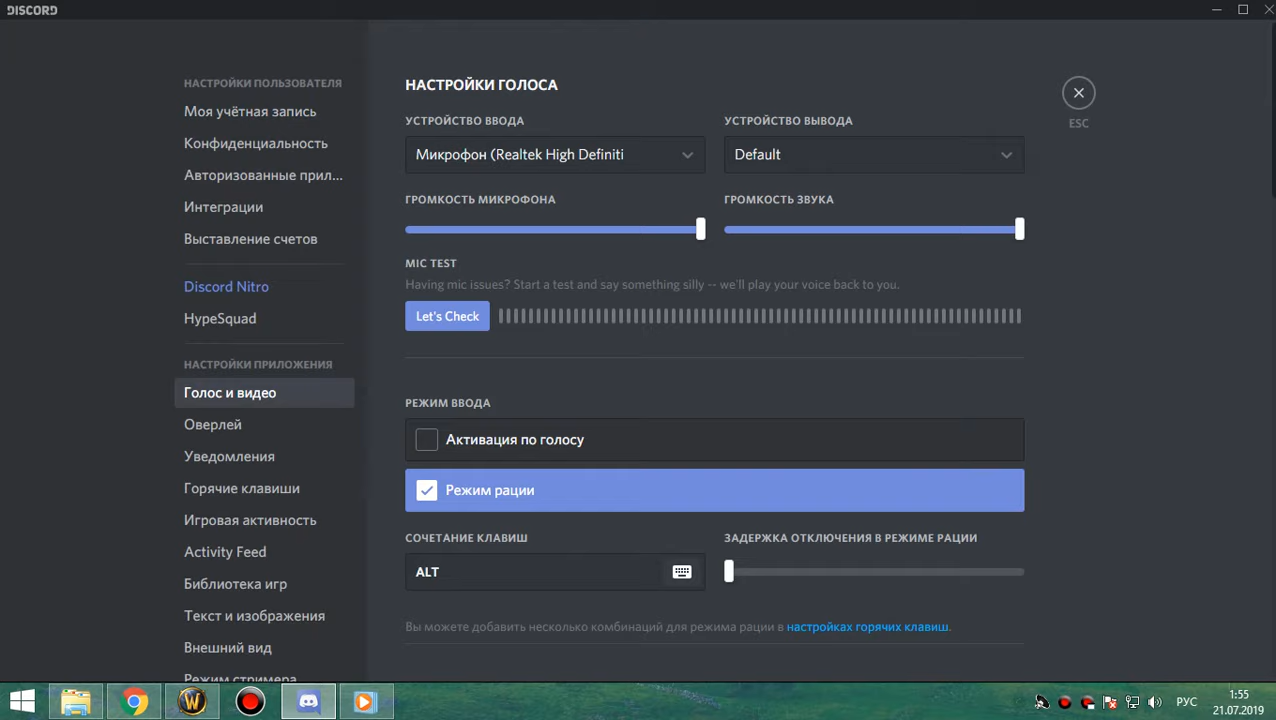 DISCORD
НАСТРОЙКИ ПОЛЬЗОВАТЕЛЯ
Моя учётная запись
Конфиденциальность
Авторизованные прил...
Интеграции
Выставление счетов
Discord Nitro
HypeSquad
НАСТРОЙКИ ПРИЛОЖЕНИЯ
Голос и видео
Оверлей
Уведомления
Горячие клавиши
Игровая активность
Activity Feed
Библиотека игр
Текст и изображения
Внешний вид
Режим стримера
НАСТРОЙКИ ГОЛОСА
УСТРОЙСТВО ВВОДА
УСТРОЙСТВО ВЫВОДА
Микрофон (Realtek High Definiti
Default
ГРОМКОСТЬ МИКРОФОНА
ГРОМКОСТЬ ЗВУКА
MIC TEST
Having mic issues? Start a test and say something silly -- we'll play your voice back to you.
Let's Check
РЕЖИМ ВВОДА
Активация по голосу
Режим рации
СОЧЕТАНИЕ КЛАВИШ
ЗАДЕРЖКА ОТКЛЮЧЕНИЯ В РЕЖИМЕ РАЦИИ
ALT
Вы можете добавить несколько комбинаций для режима рации в настройках горячих клавиш.
ESC
РУС
1:55
21.07.2019